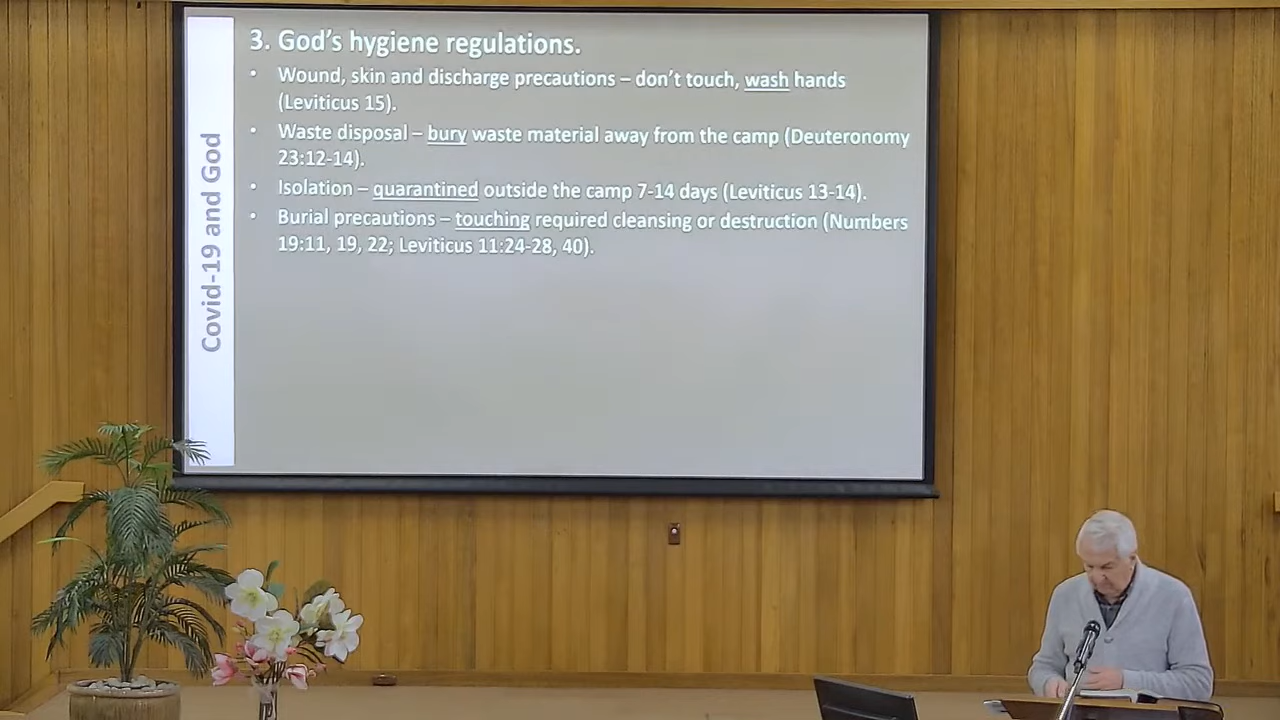 Covid-19 and God
3. God's hygiene regulations.
• Wound, skin and discharge precautions – don't touch, wash hands
(Leviticus 15).
• Waste disposal – bury waste material away from the camp (Deuteronomy
23:12-14).
• Isolation – quarantined outside the camp 7-14 days (Leviticus 13-14).
• Burial precautions – touching required cleansing or destruction (Numbers
19:11, 19, 22; Leviticus 11:24-28, 40).